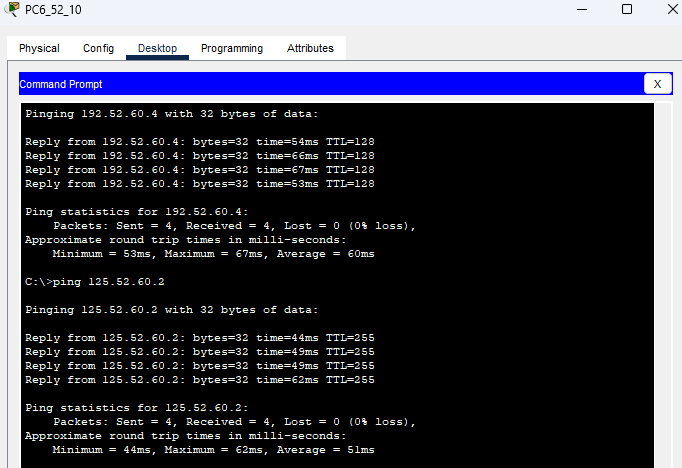 PC6_52_10
Physical Config Desktop Programming Attributes
Command Prompt X
Pinging 192.52.60.4 with 32 bytes of data:
Reply from 192.52.60.4: bytes=32 time=54ms TTL=128
Reply from 192.52.60.4: bytes=32 time=66ms TTL=128
Reply from 192.52.60.4: bytes=32 time=67ms TTL=128
Reply from 192.52.60.4: bytes=32 time=53ms TTL=128
Ping statistics for 192.52.60.4:
Packets: Sent = 4, Received = 4, Lost = 0 (0% loss),
Approximate round trip times in milli-seconds:
Minimum = 53ms, Maximum = 67ms, Average = 60ms
C:\>ping 125.52.60.2
Pinging 125.52.60.2 with 32 bytes of data:
Reply from 125.52.60.2: bytes=32 time=44ms TTL=255
Reply from 125.52.60.2: bytes=32 time=49ms TTL=255
Reply from 125.52.60.2: bytes=32 time=49ms TTL=255
Reply from 125.52.60.2: bytes=32 time=62ms TTL=255
Ping statistics for 125.52.60.2:
Packets: Sent = 4, Received = 4, Lost = 0 (0% loss),
Approximate round trip times in milli-seconds:
Minimum = 44ms, Maximum = 62ms, Average = 51ms